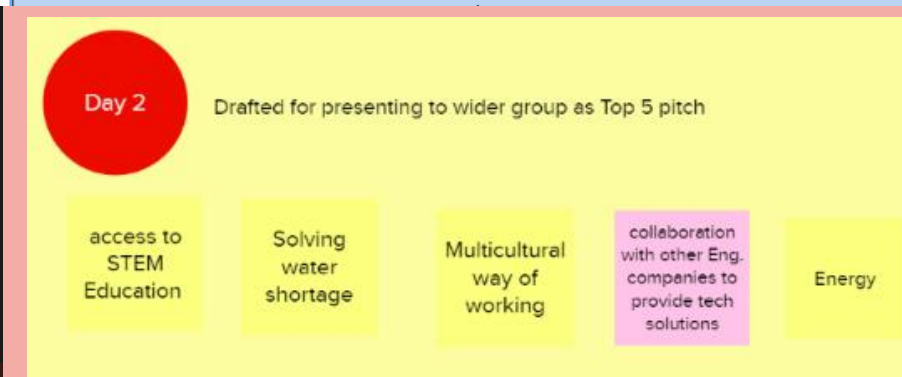 Day 2
Drafted for presenting to wider group as Top 5 pitch
access to
STEM
Education
Solving
water
shortage
Multicultural
way of
working
collaboration
with other Eng.
companies to
provide tech
solutions
Energy